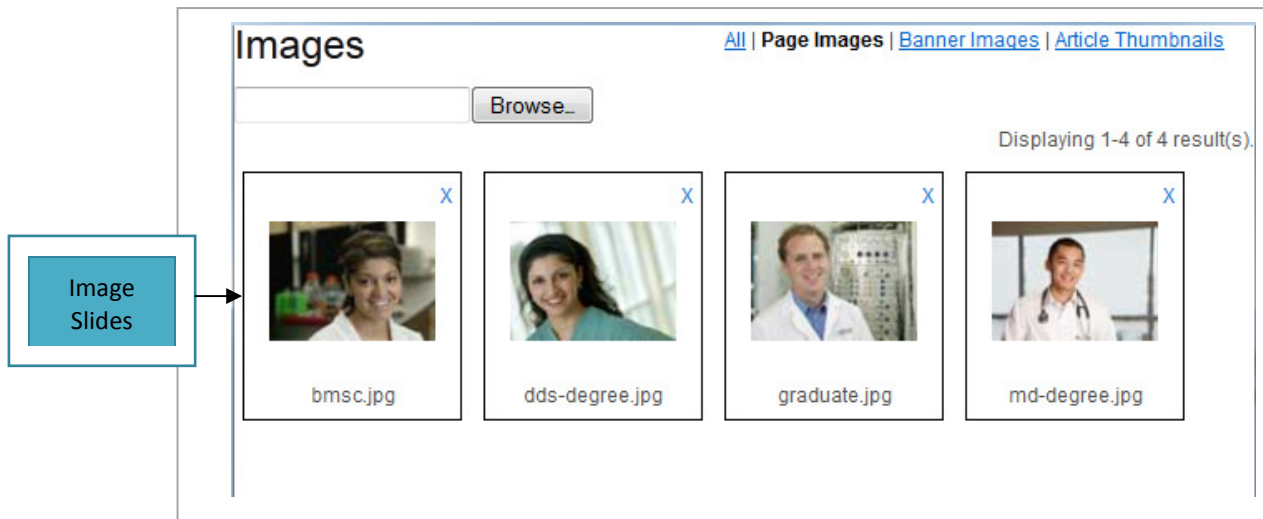 Images
All | Page Images | Banner Images | Article Thumbnails
Browse...
Displaying 1-4 of 4 result(s).
X
X
X
X
Image
Slides
bmsc.jpg
dds-degree.jpg
graduate.jpg
md-degree.jpg